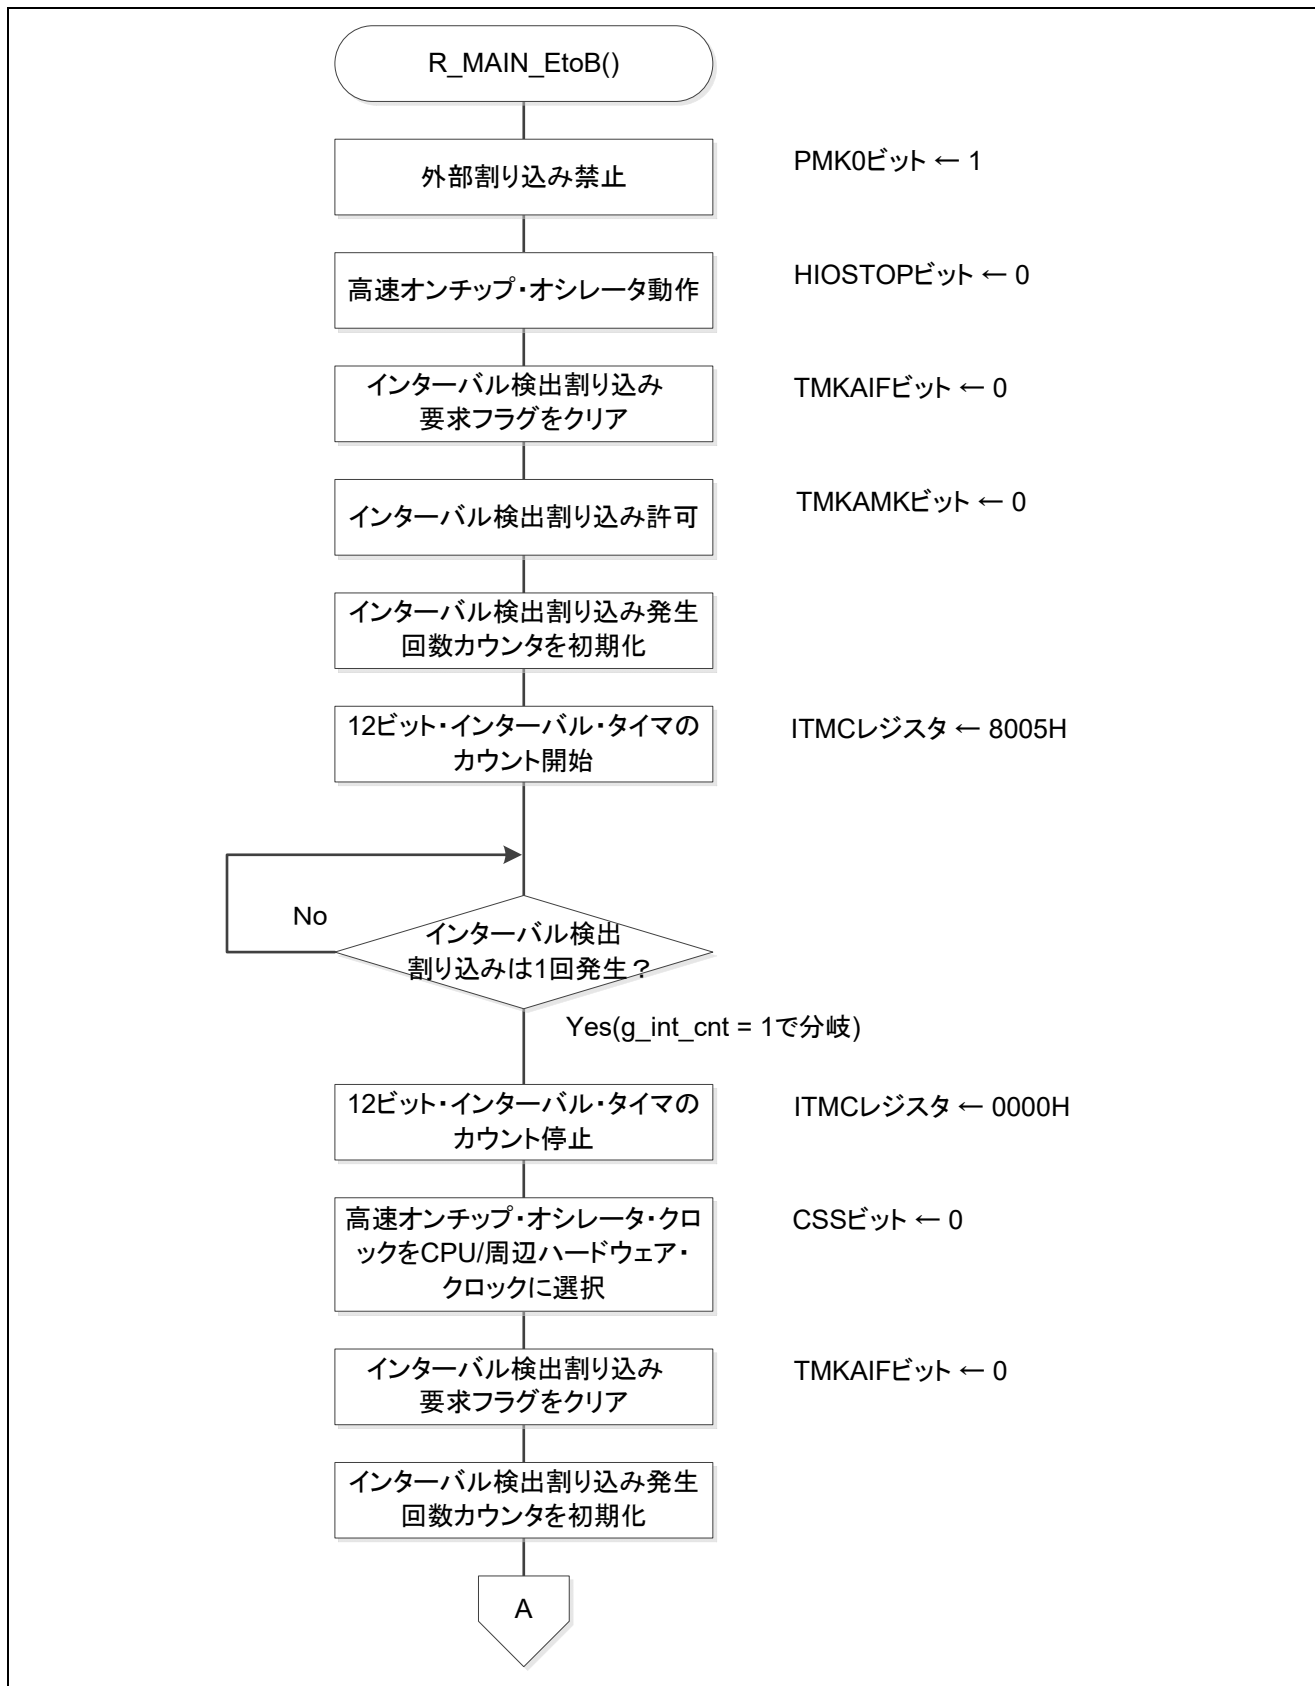 R_MAIN_EtoB()
外部割り込み禁止
PMK0ビット ← 1
高速オンチップ・オシレータ動作
HIOSTOPビット ← 0
インターバル検出割り込み
要求フラグをクリア
TMKAIFビット ← 0
インターバル検出割り込み許可
TMKAMKビット ← 0
インターバル検出割り込み発生
回数カウンタを初期化
12ビット・インターバル・タイマの
カウント開始
ITMCレジスタ ← 8005H
No
インターバル検出
割り込みは1回発生？
Yes(g_int_cnt = 1で分岐)
12ビット・インターバル・タイマの
カウント停止
ITMCレジスタ ← 0000H
高速オンチップ・オシレータ・クロ
ックをCPU/周辺ハードウェア・
クロックに選択
CSSビット ← 0
インターバル検出割り込み
要求フラグをクリア
TMKAIFビット ← 0
インターバル検出割り込み発生
回数カウンタを初期化
A